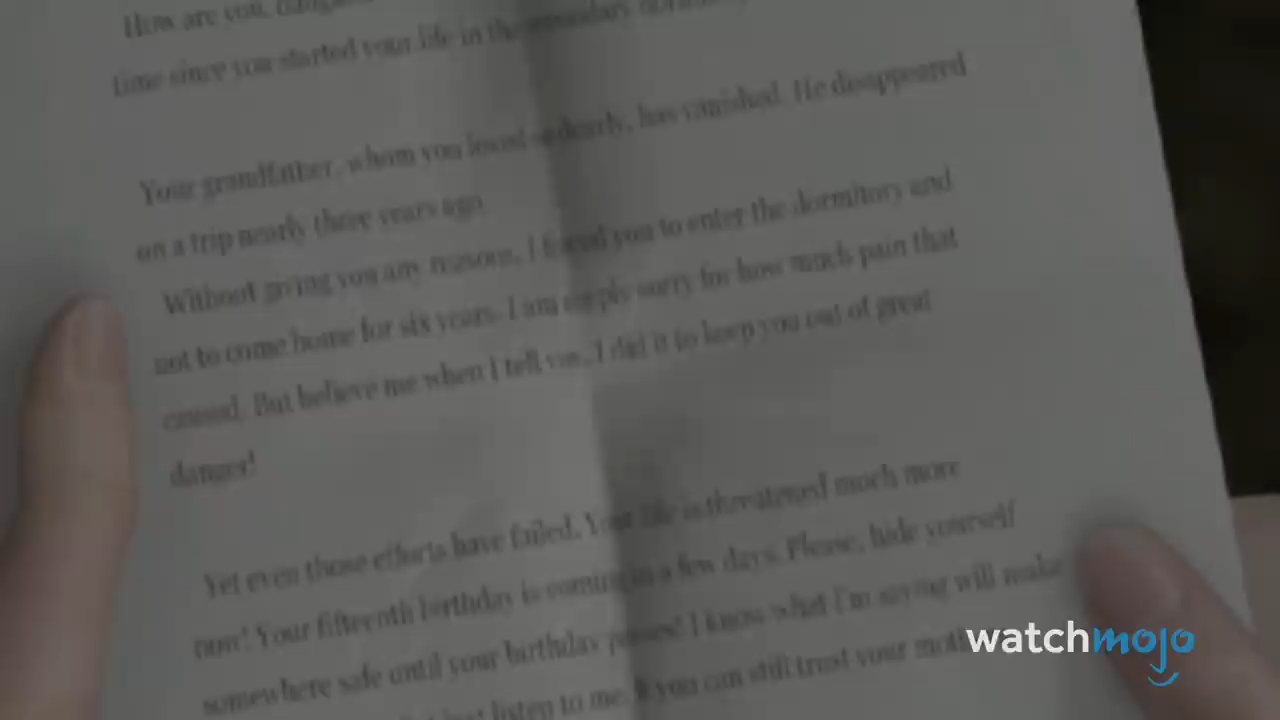 How are you,
time since you started your life in the secondary
Your grandfather, whom you loved so dearly, has vanished. He disappeared
on a trip nearly three years ago.
Without giving you any reasons, I forced you to enter the dormitory and
not to come home for six years. I am deeply sorry for how much pain that
caused. But believe me when I tell you, I did it to keep you out of great
danger!
Yet even those efforts have failed. Your life is threatened much more
now! Your fifteenth birthday is coming in a few days. Please, hide yourself
somewhere safe until your birthday passes! I know what I'm saying will make
just listen to me. If you can still trust your
watchmojo